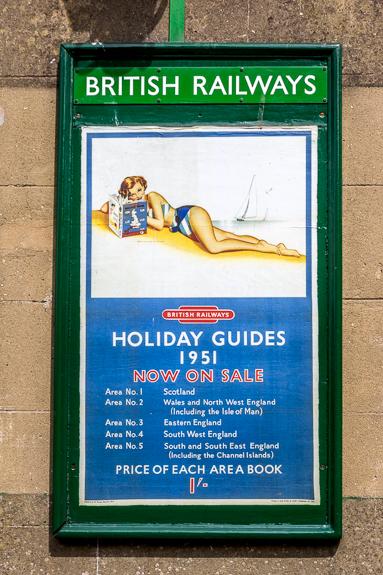 BRITISH RAILWAYS
BRITISH RAILWAYS
HOLIDAY GUIDES
1951
NOW ON SALE
Area No. 1 Scotland
Area No. 2 Wales and North West England
(Including the Isle of Man)
Area No. 3 Eastern England
Area No. 4 South West England
Area No. 5 South and South East England
(Including the Channel Islands)
PRICE OF EACH AREA BOOK
1/-